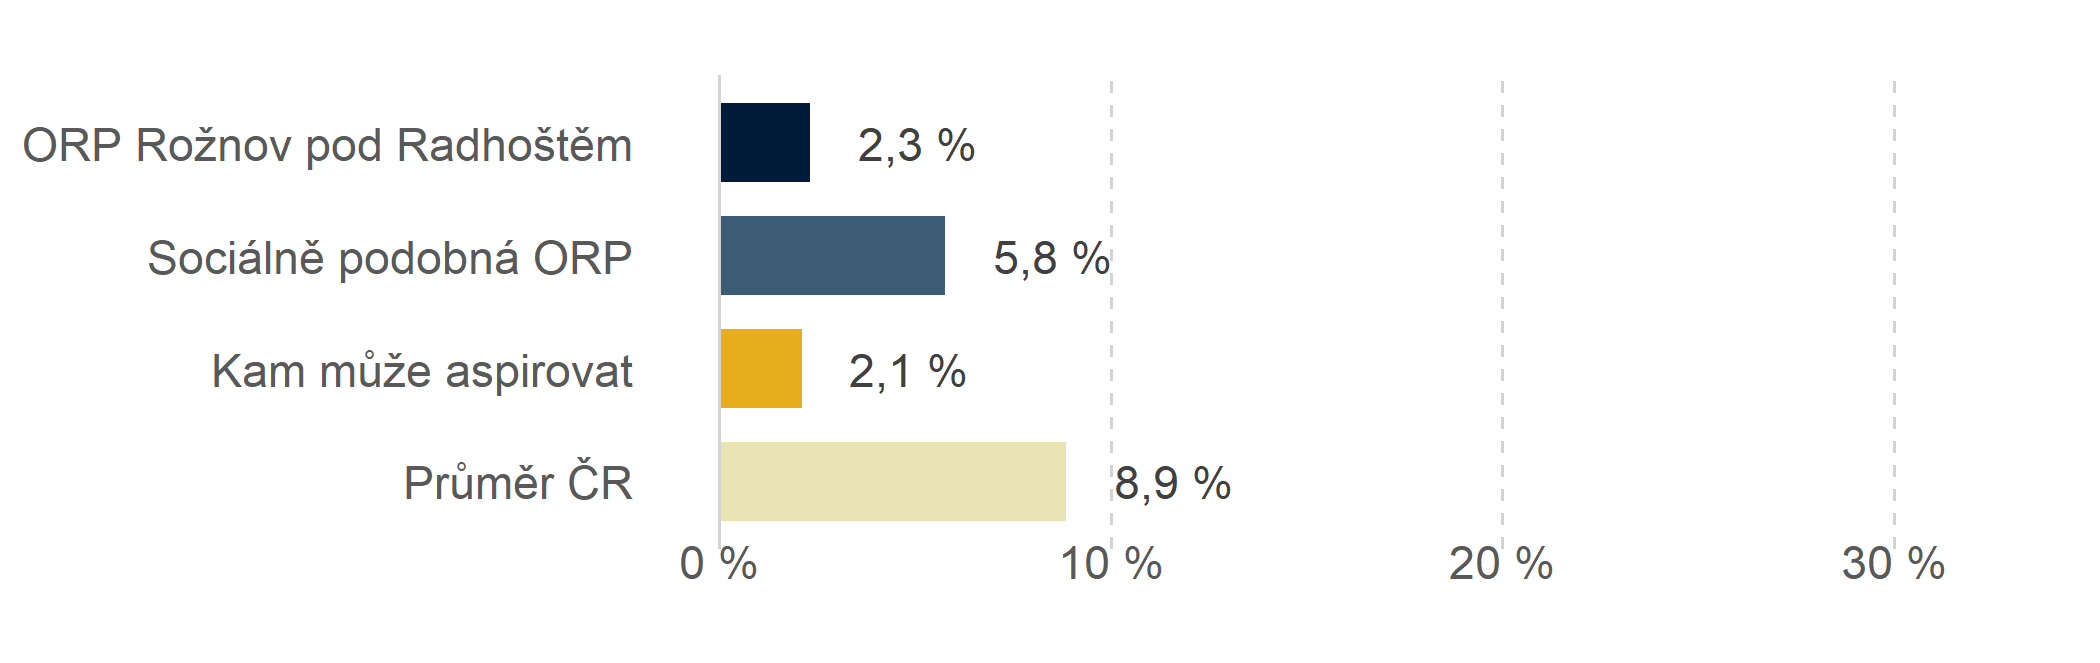 ORP Rožnov pod Radhoštěm 2,3 %
Sociálně podobná ORP 5,8 %
Kam může aspirovat 2,1 %
Průměr ČR 8,9 %
0 % 10 % 20 % 30 %